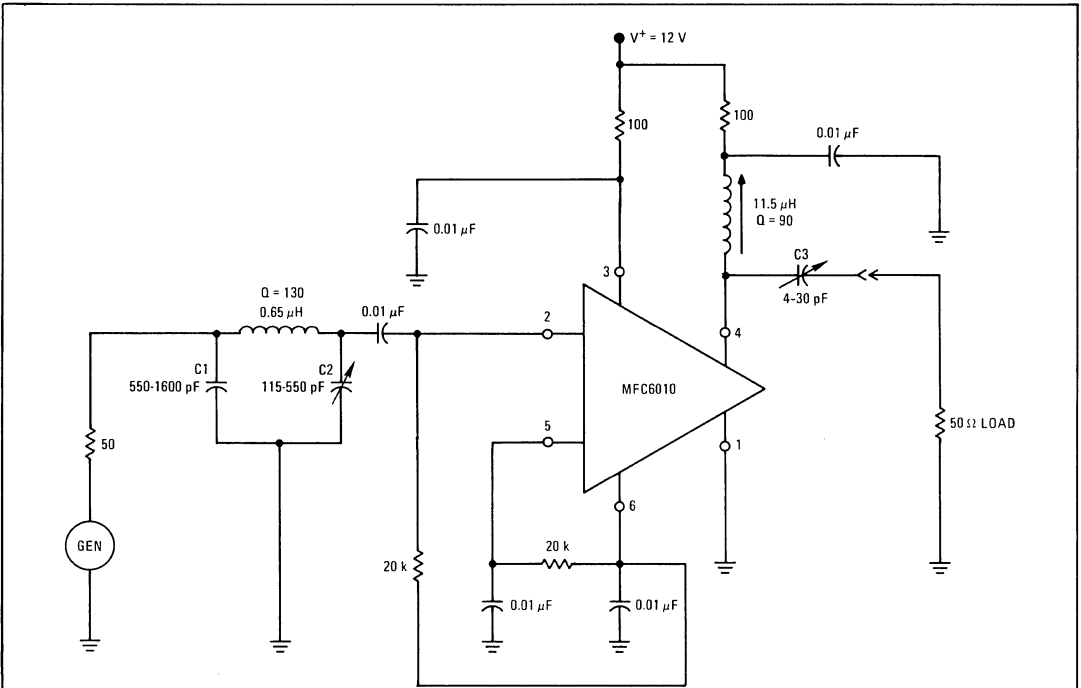 V+ = 12 V
100
100
0.01 μF
11.5 μH
Q = 90
0.01 μF
C3
4-30 pF
3
Q = 130
0.65 μH
0.01 μF
2
4
C1
550-1600 pF
C2
115-550 pF
MFC6010
50 Ω LOAD
5
1
50
6
GEN
20 k
20 k
0.01 μF
0.01 μF